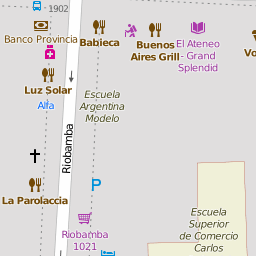 1902
Banco Provincia
Babieca
Buenos
Aires Grill
El Ateneo
- Grand
Splendid
Vo
Luz Solar
Alfa
Escuela
Argentina
Modelo
Riobamba
La Parolaccia
P
Riobamba
1021
Escuela
Superior
de Comercio
Carlos